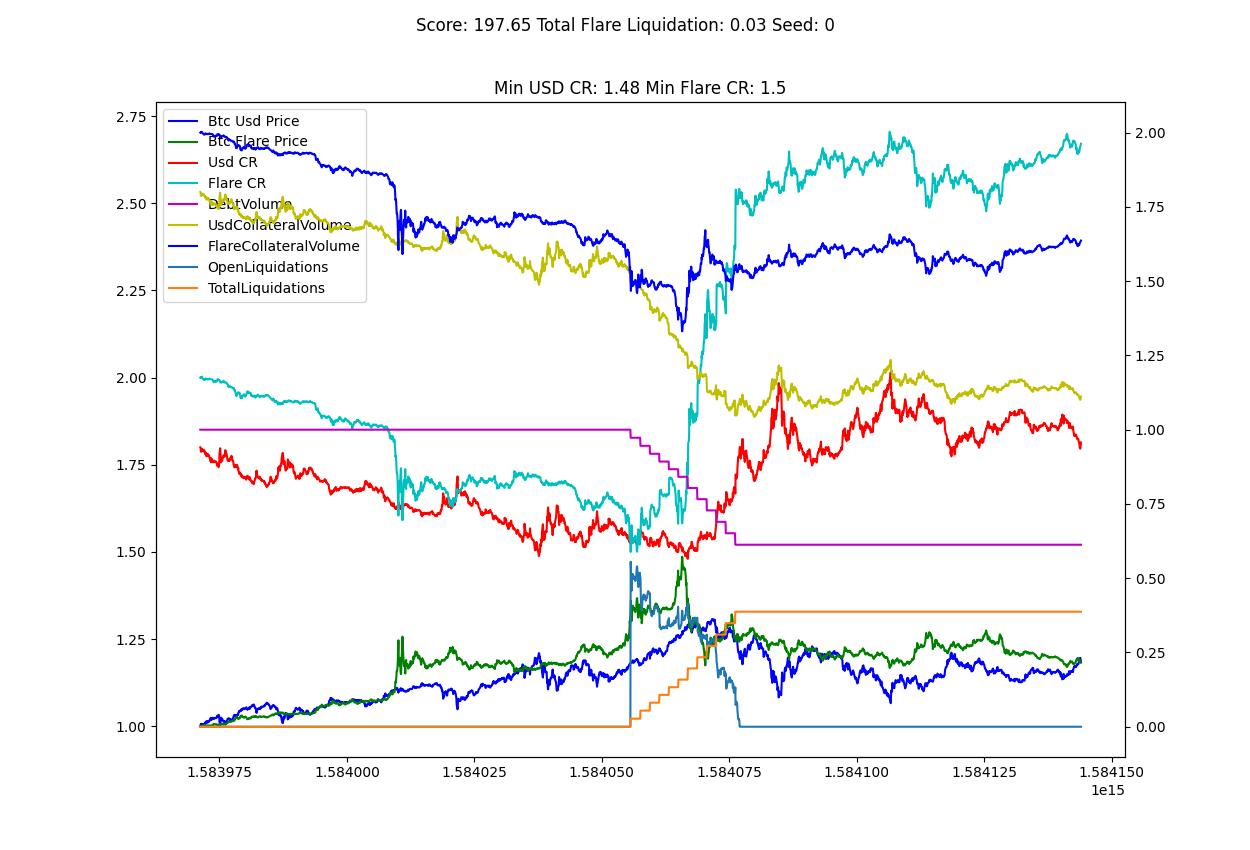 Score: 197.65 Total Flare Liquidation: 0.03 Seed: 0
Min USD CR: 1.48 Min Flare CR: 1.5
Btc Usd Price
Btc Flare Price
Usd CR
Flare CR
DebtVolume
UsdCollateralVolume
FlareCollateralVolume
OpenLiquidations
TotalLiquidations
2.75
2.50
2.25
2.00
1.75
1.50
1.25
1.00
2.00
1.75
1.50
1.25
1.00
0.75
0.50
0.25
0.00
1.583975 1.584000 1.584025 1.584050 1.584075 1.584100 1.584125 1.584150
1e15